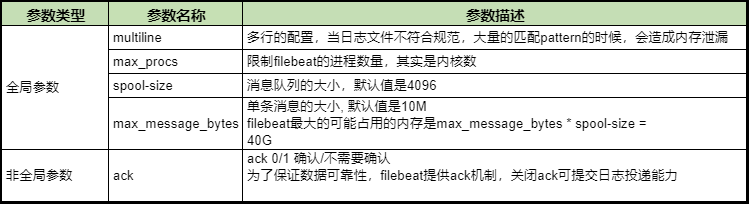 参数类型 参数名称 参数描述
全局参数 multiline 多行的配置，当日志文件不符合规范，大量的匹配pattern的时候，会造成内存泄漏
max_procs 限制filebeat的进程数量，其实是内核数
spool-size 消息队列的大小，默认值是4096
max_message_bytes 单条消息的大小, 默认值是10M
filebeat最大的可能占用的内存是max_message_bytes * spool-size =
40G
非全局参数 ack ack 0/1 确认/不需要确认
为了保证数据可靠性，filebeat提供ack机制，关闭ack可提交日志投递能力